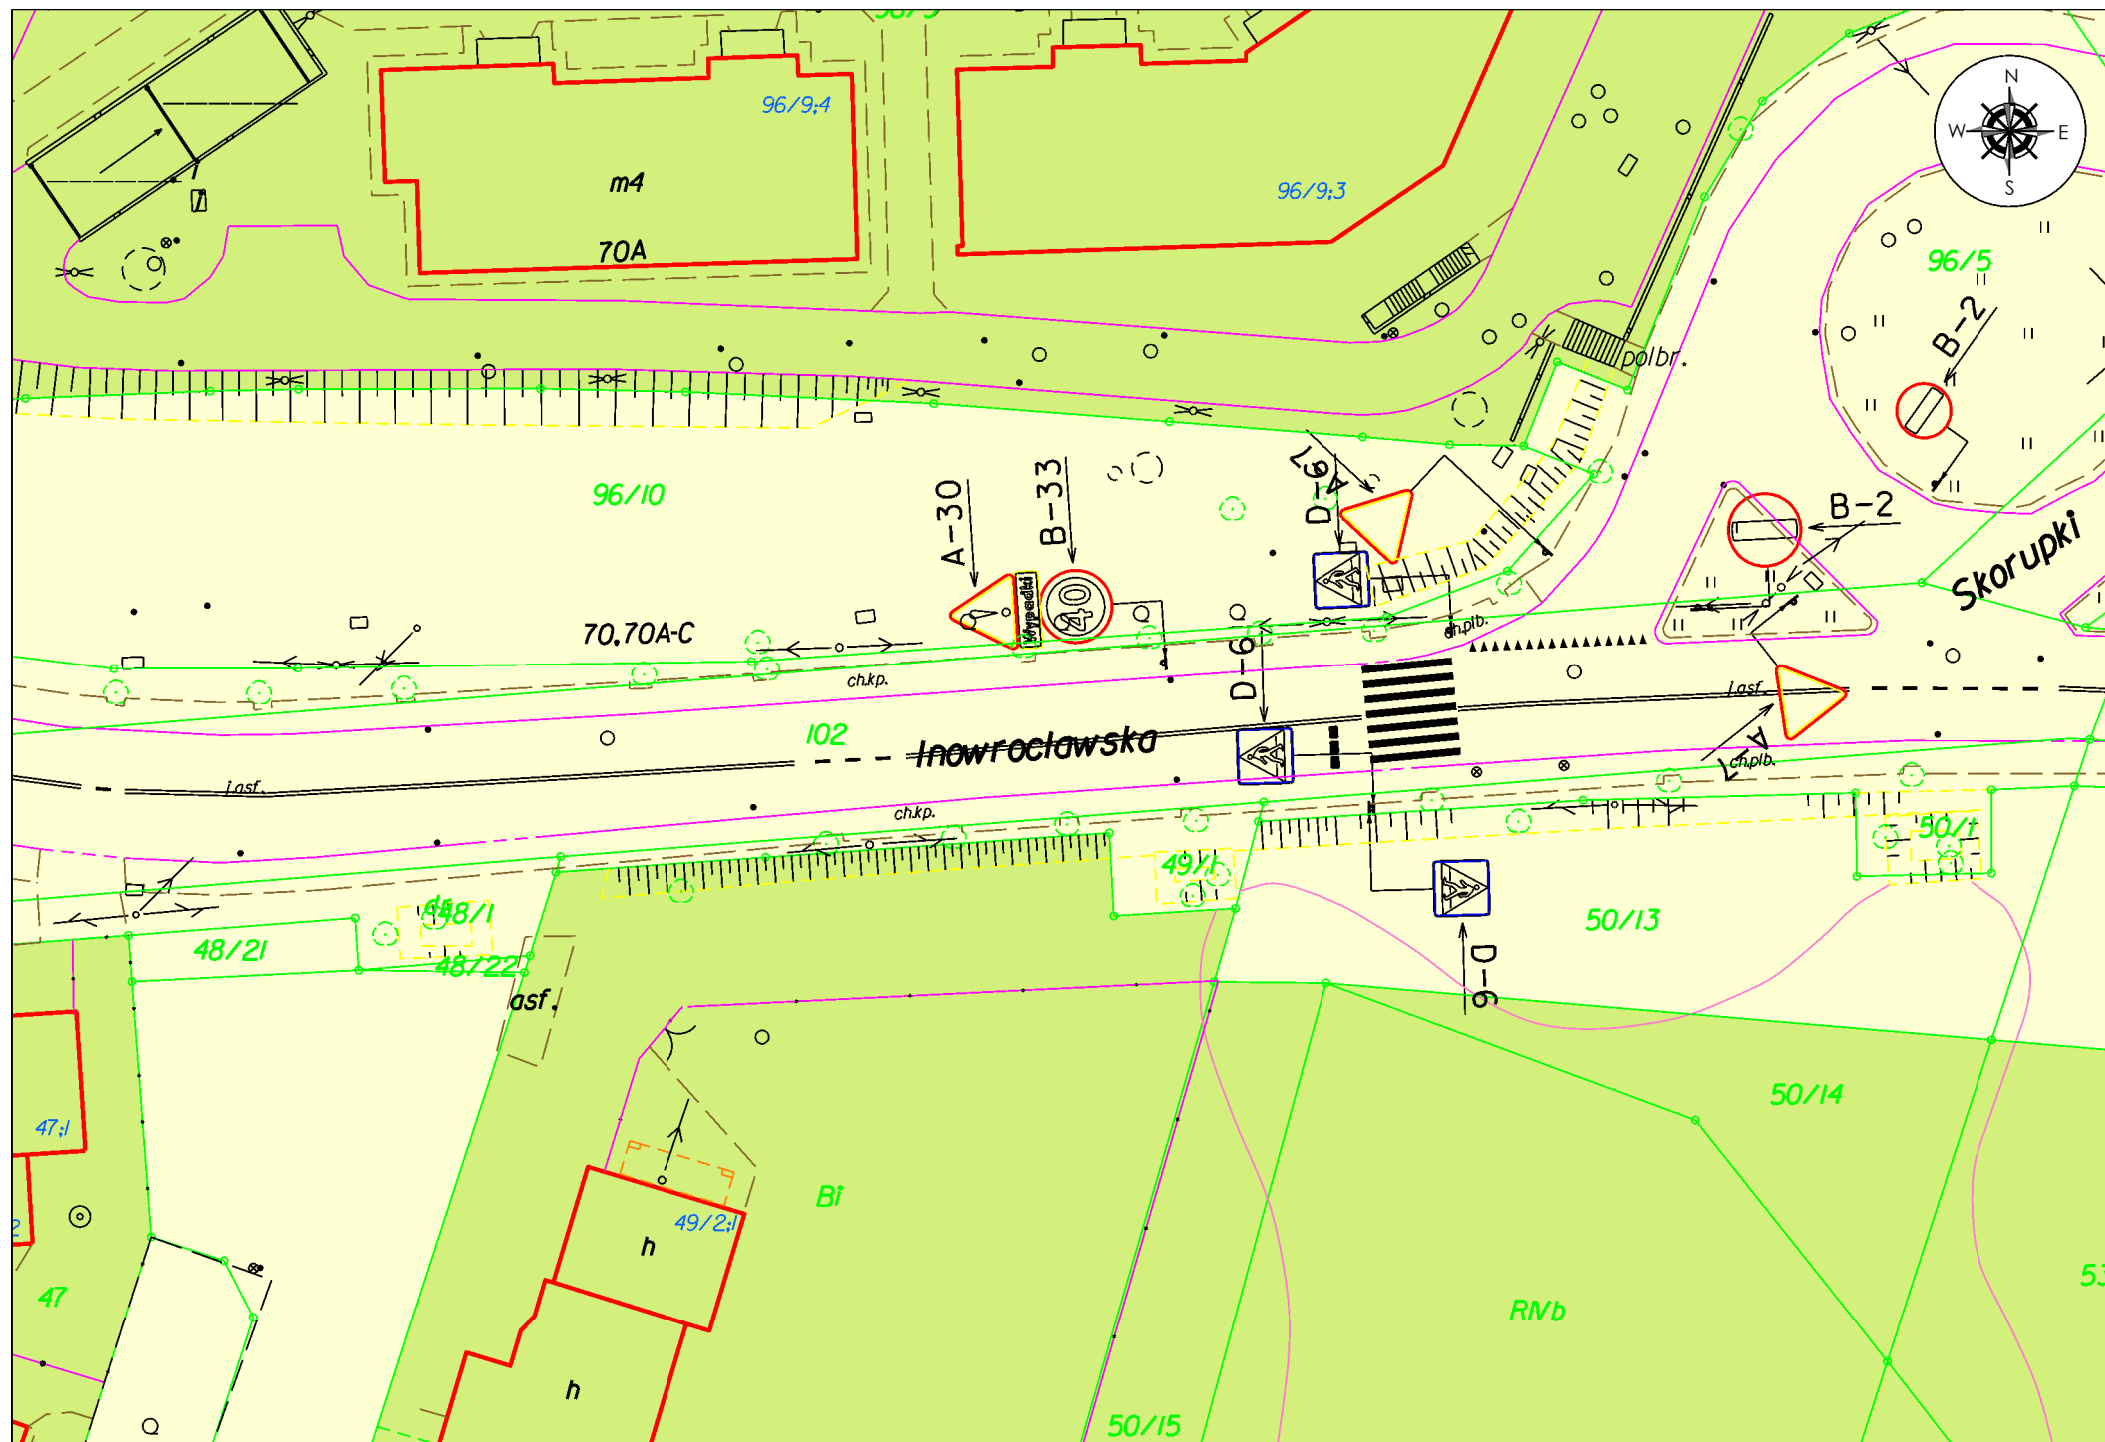 96/9;4
N
W
E
S
m4
96/9;3
70A
96/5
B-2
polbr.
96/10
A-30
B-33
D-6
A-7
B-2
Skorupki
Wypadki
40
70,70A-C
ch.kp.
D-6
ch.plb.
j.asf.
102
Inowrocławska
j.asf.
A-7
ch.plb.
ch.kp.
49/1
50/1
48/1
50/13
48/21
48/22
D-6
asf.
50/14
47;1
Bi
49/2;1
h
47
RIVb
h
50/15